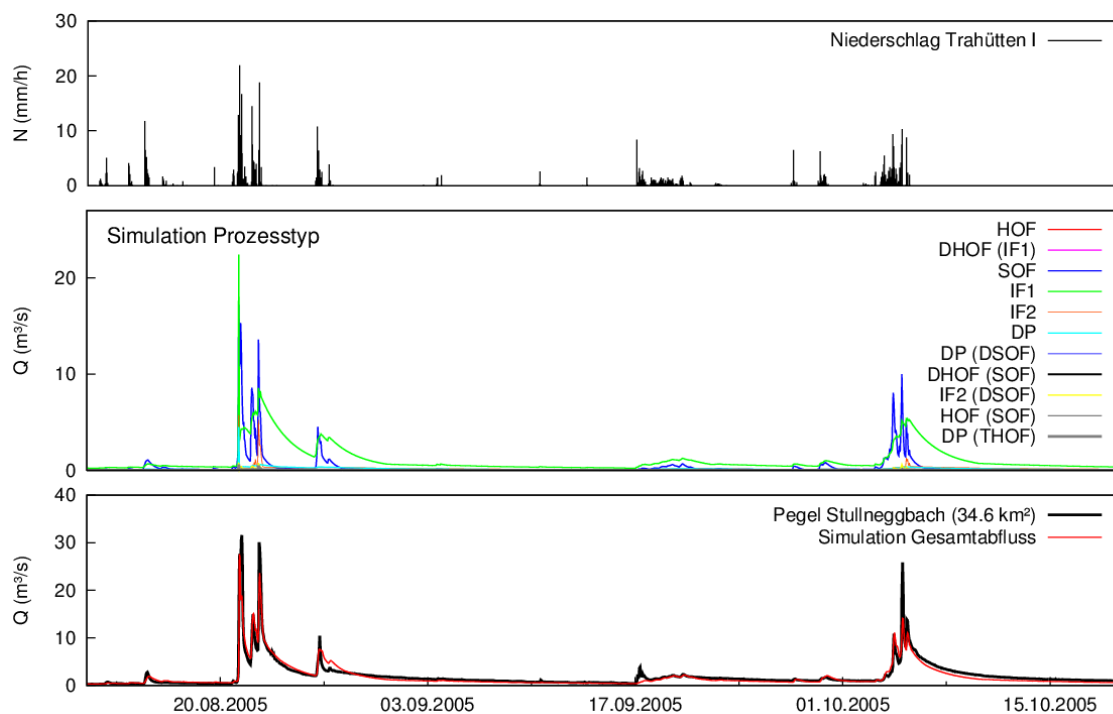 30
20
10
0
N (mm/h)
Niederschlag Trahütten I
Simulation Prozesstyp
20
10
0
Q (m³/s)
HOF
DHOF (IF1)
SOF
IF1
IF2
DP
DP (DSOF)
DHOF (SOF)
IF2 (DSOF)
HOF (SOF)
DP (THOF)
40
30
20
10
0
Q (m³/s)
Pegel Stullneggbach (34.6 km²)
Simulation Gesamtabfluss
20.08.2005 03.09.2005 17.09.2005 01.10.2005 15.10.2005